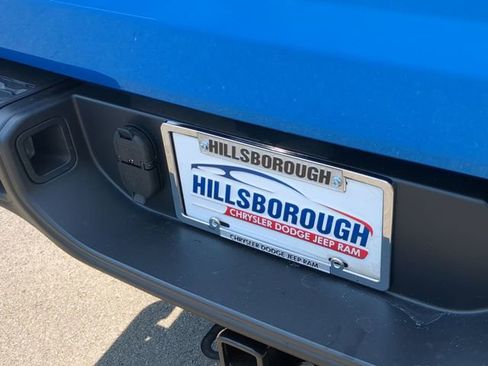 HILLSBOROUGH
HILLSBOROUGH
CHRYSLER DODGE JEEP RAM
CHRYSLER DODGE JEEP RAM